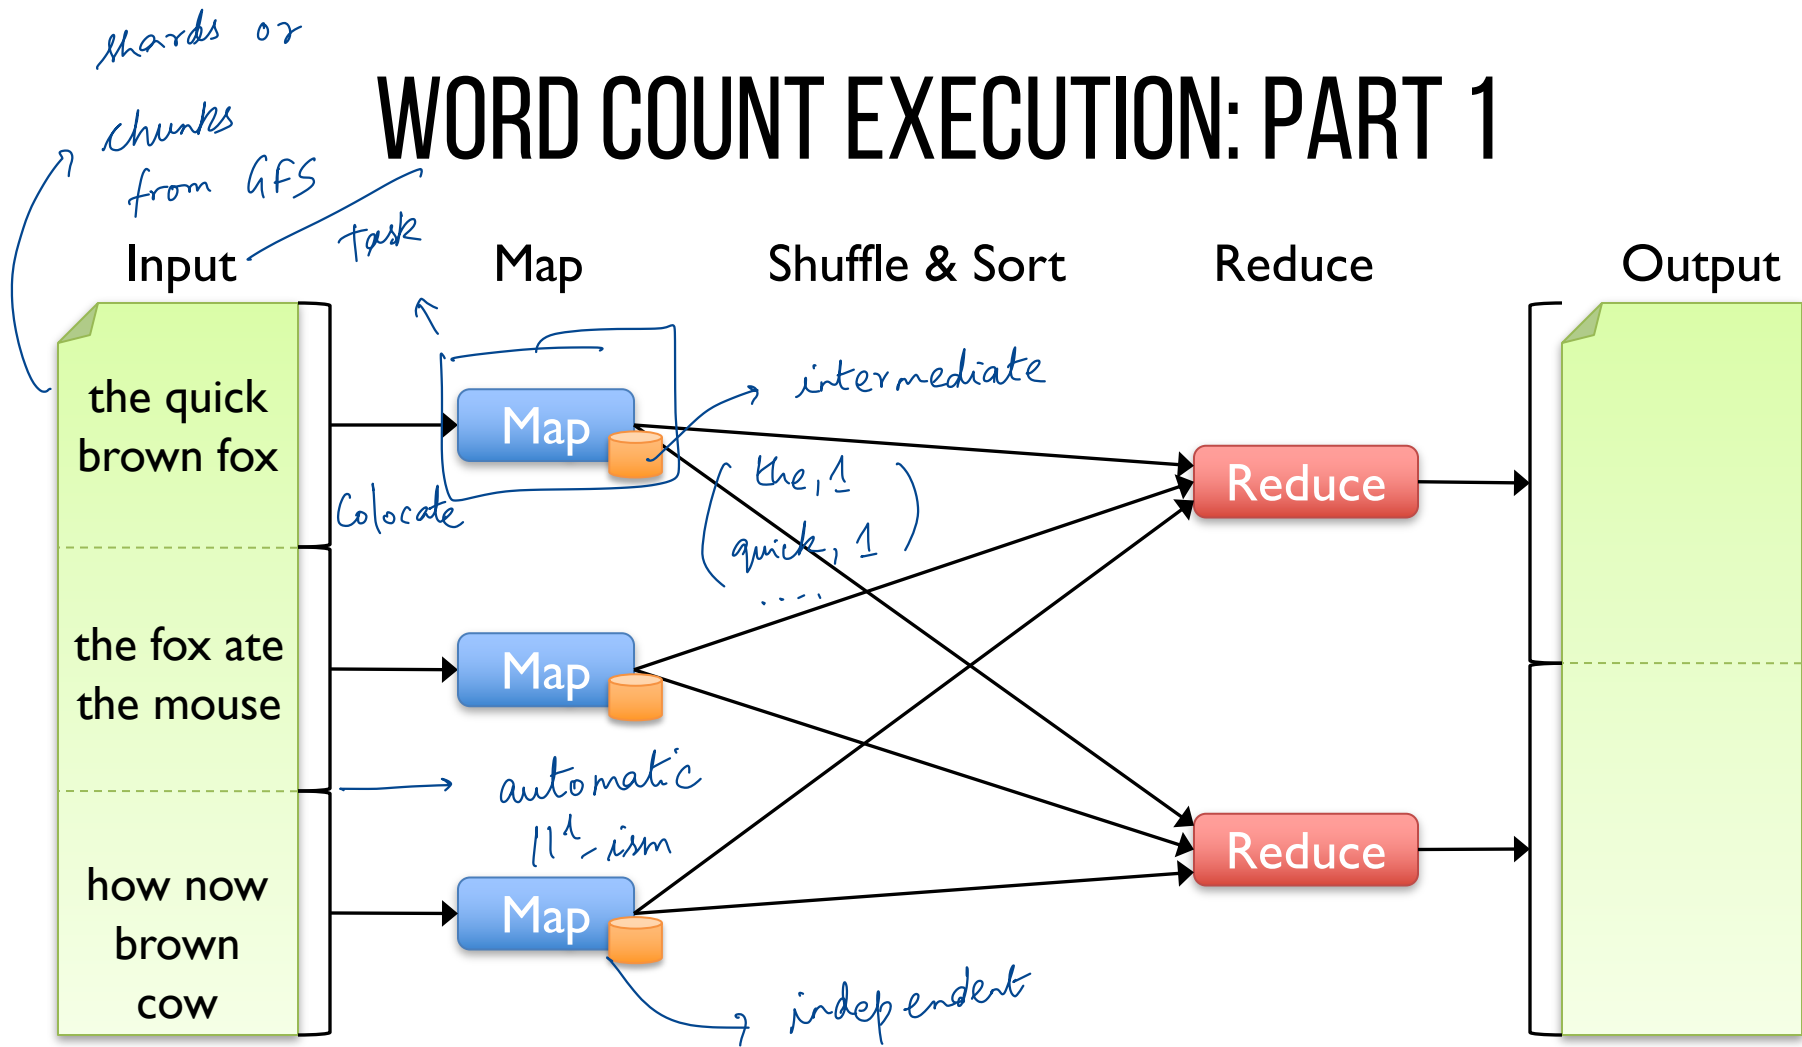 shards or
chunks
from GFS
WORD COUNT EXECUTION: PART 1
Task
Input
Map
Shuffle & Sort
Reduce
Output
the quick
brown fox
Map
intermediate
the, 1
quick, 1
....
Colocate
Reduce
the fox ate
the mouse
Map
automatic
||l-ism
how now
brown
cow
Map
independent
Reduce